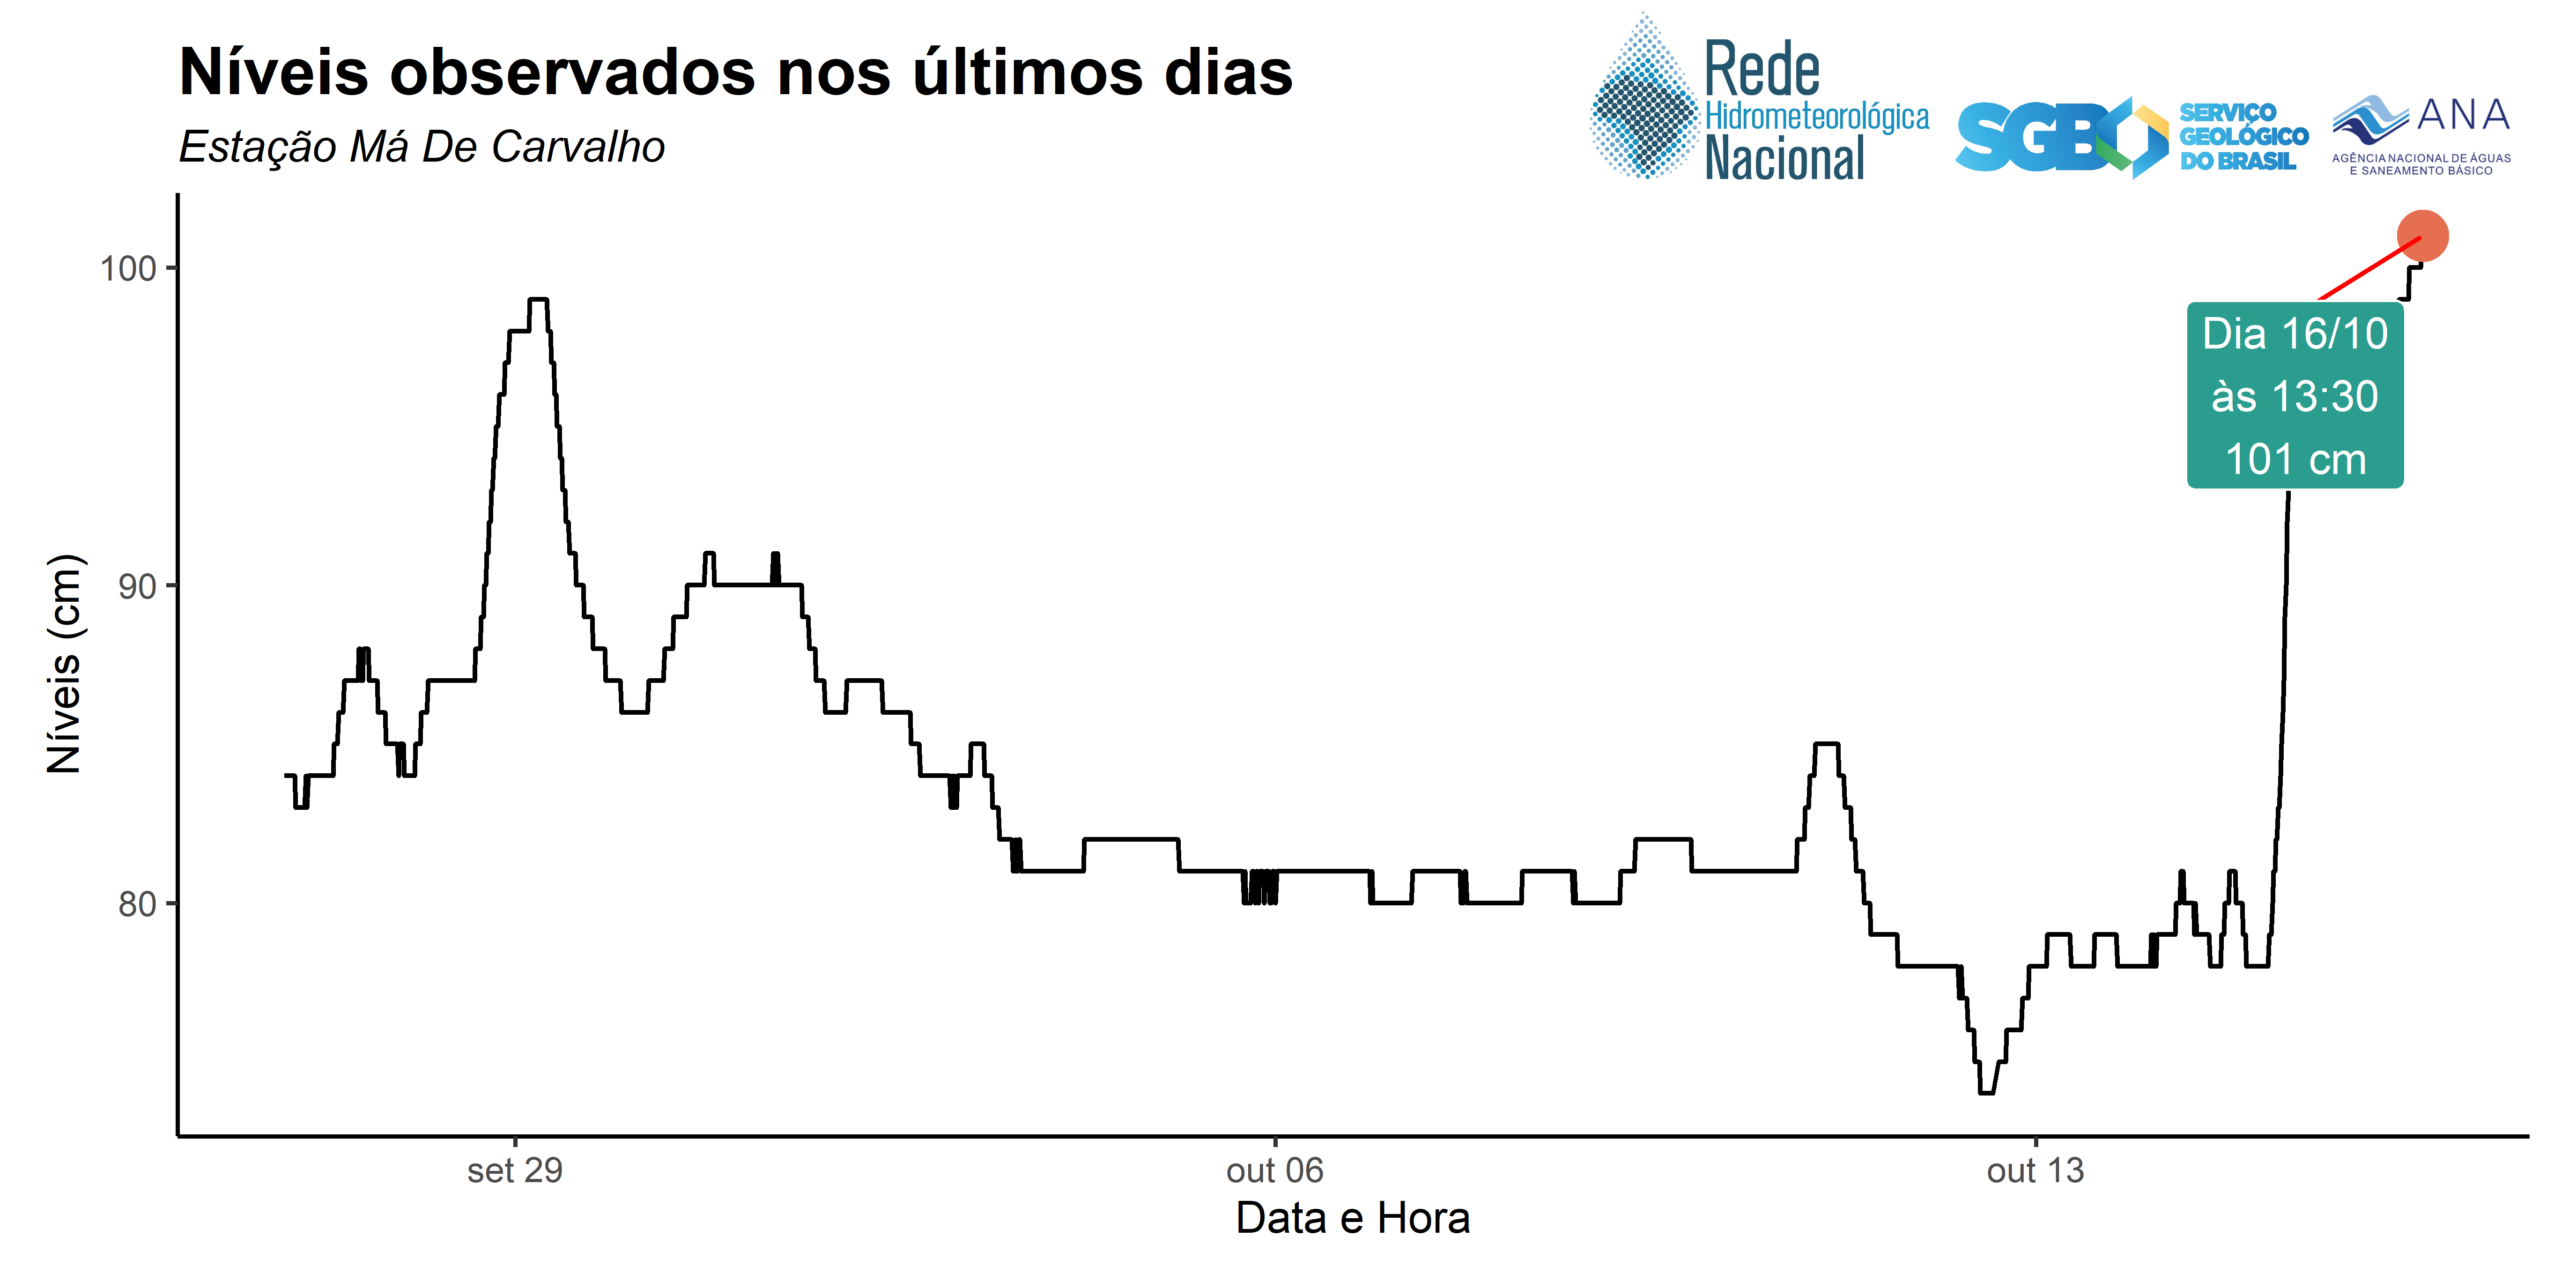 Níveis observados nos últimos dias
Estação Má De Carvalho
Rede
Hidrometeorológica
Nacional
SGB
SERVIÇO
GEOLÓGICO
DO BRASIL
ANA
AGÊNCIA NACIONAL DE ÁGUAS
E SANEAMENTO BÁSICO
Níveis (cm)
100
90
80
Dia 16/10
às 13:30
101 cm
set 29
out 06
out 13
Data e Hora